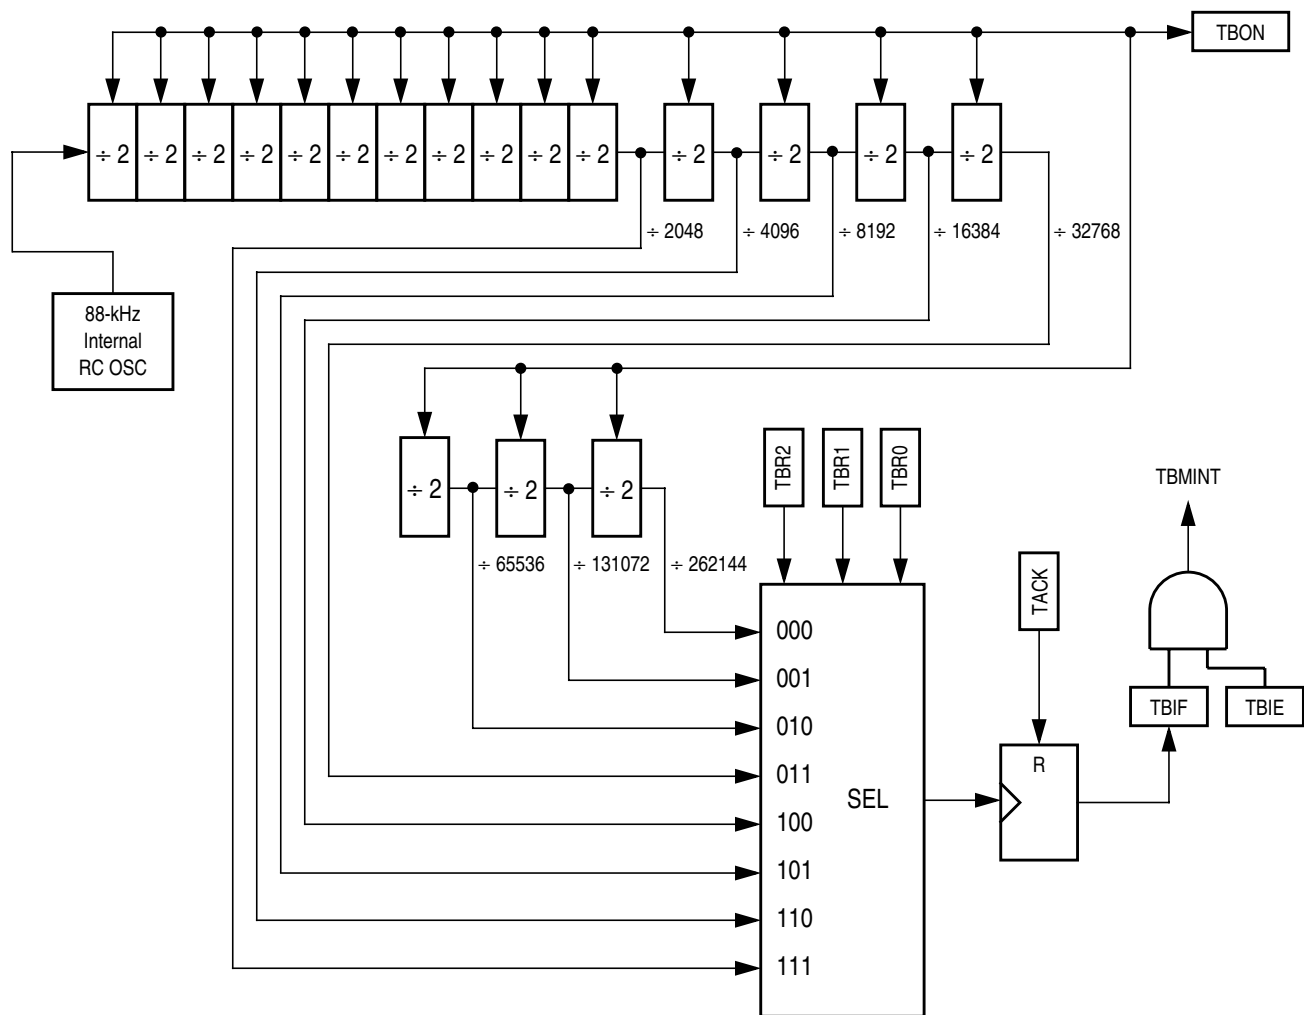 TBON
÷ 2 ÷ 2 ÷ 2 ÷ 2 ÷ 2 ÷ 2 ÷ 2 ÷ 2 ÷ 2 ÷ 2 ÷ 2 ÷ 2 ÷ 2 ÷ 2 ÷ 2
÷ 2048 ÷ 4096 ÷ 8192 ÷ 16384 ÷ 32768
88-kHz
Internal
RC OSC
TBR2 TBR1 TBR0
÷ 2 ÷ 2 ÷ 2
TBMINT
÷ 65536 ÷ 131072 ÷ 262144
TACK
000
001
TBIF TBIE
010
R
011
SEL
100
101
110
111